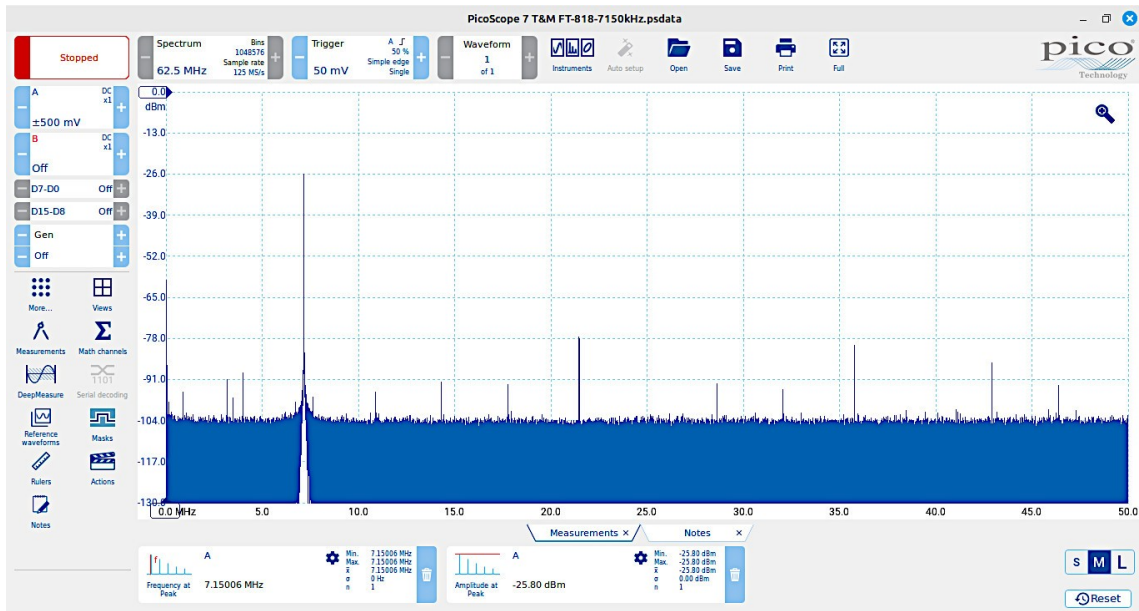 PicoScope 7 T&M FT-818-7150kHz.psdata
Stopped
Spectrum
Bins
1048576
Sample rate
62.5 MHz
125 MS/s
Trigger
A
50 %
Simple edge
50 mV
Single
Waveform
1
of 1
Instruments
Auto setup
Open
Save
Print
Full
pico
Technology
A
DC
x1
±500 mV
B
DC
x1
Off
D7-D0
Off
D15-D8
Off
Gen
Off
More...
Views
Measurements
Math channels
DeepMeasure
1101
Serial decoding
Reference
waveforms
Masks
Rulers
Actions
Notes
0.0
dBm
-13.0
-26.0
-39.0
-52.0
-65.0
-78.0
-91.0
-104.0
-117.0
-130.0
0.0 MHz
5.0
10.0
15.0
20.0
25.0
30.0
35.0
40.0
45.0
50.0
Measurements ×
Notes ×
f
A
Frequency at
Peak
7.15006 MHz
Min. 7.15006 MHz
Max. 7.15006 MHz
x̄ 7.15006 MHz
σ 0 Hz
n 1
A
Amplitude at
Peak
-25.80 dBm
Min. -25.80 dBm
Max. -25.80 dBm
x̄ -25.80 dBm
σ 0.00 dBm
n 1
S M L
Reset